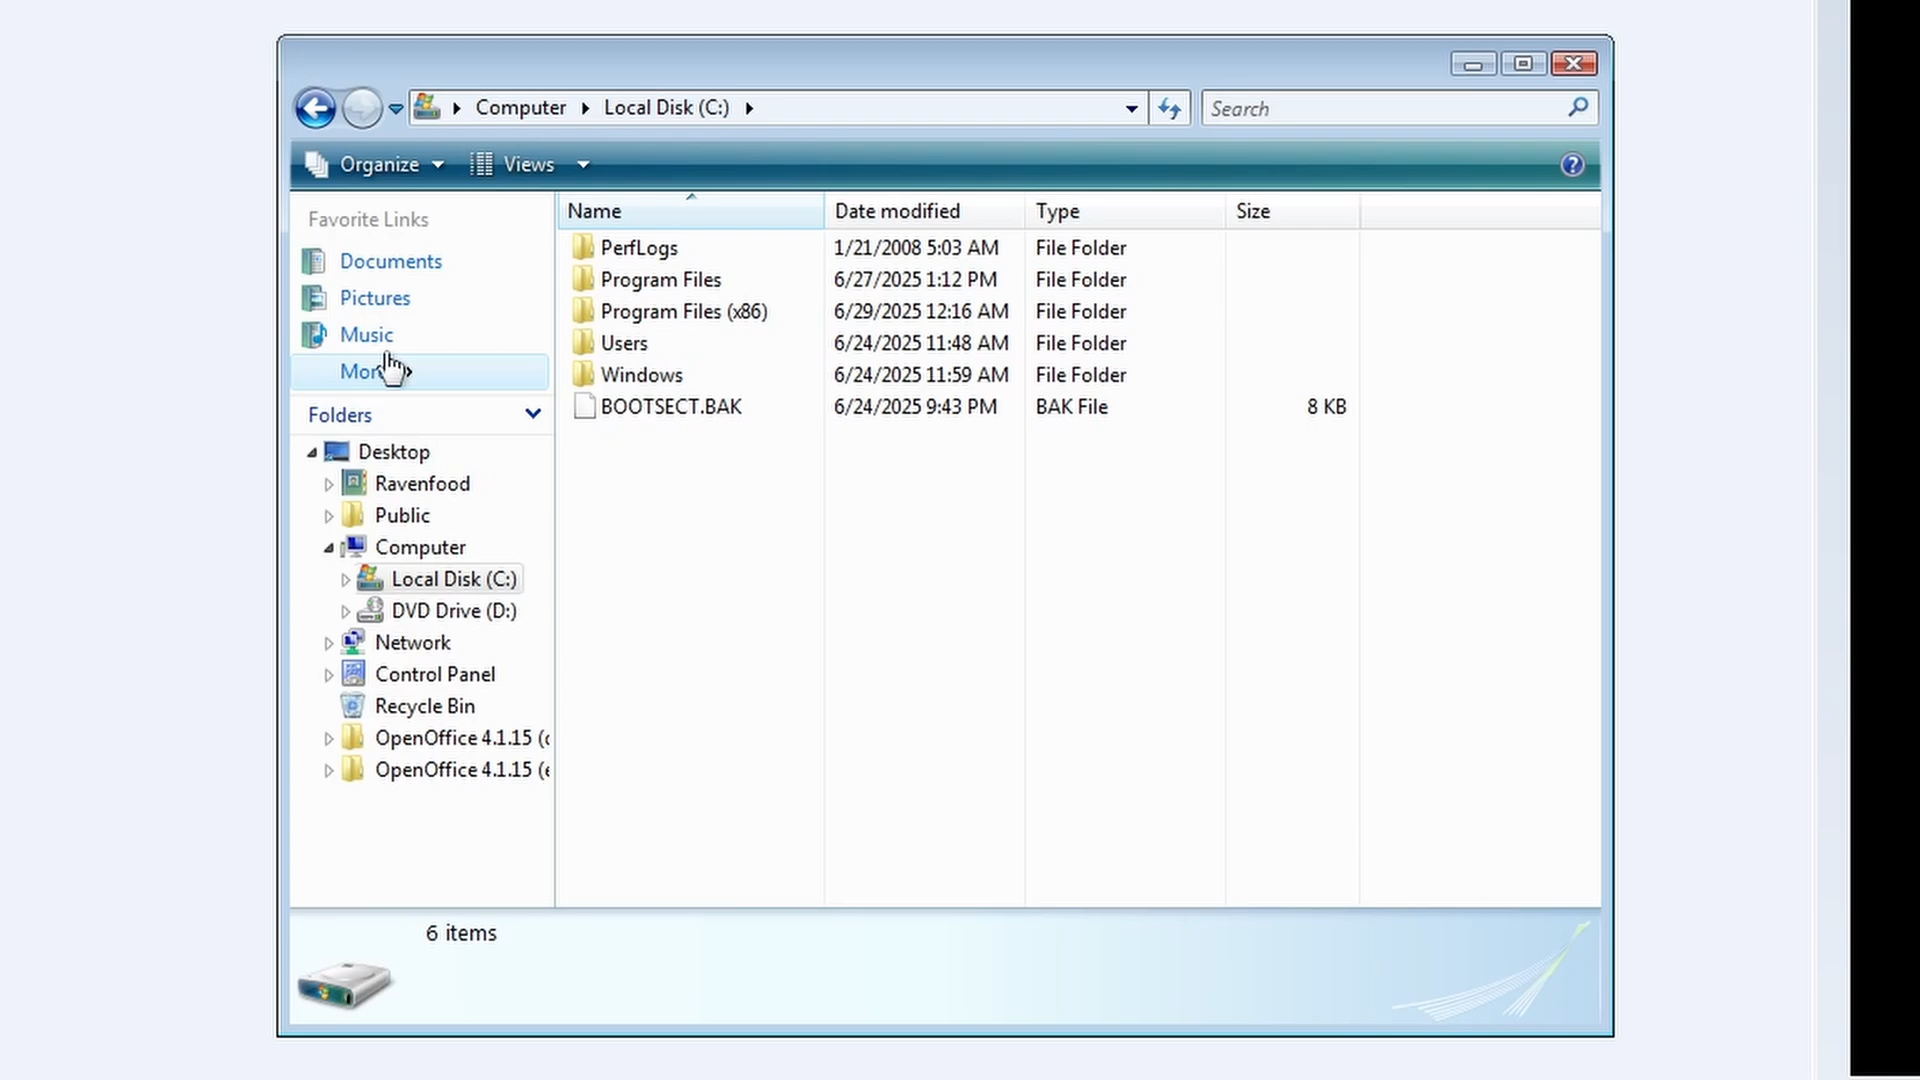 Computer Local Disk (C:)
Search
Organize Views
Favorite Links
Documents
Pictures
Music
Folders
Desktop
Ravenfood
Public
Computer
Local Disk (C:)
DVD Drive (D:)
Network
Control Panel
Recycle Bin
OpenOffice 4.1.15 (
OpenOffice 4.1.15 (
Name Date modified Type Size
PerfLogs 1/21/2008 5:03 AM File Folder
Program Files 6/27/2025 1:12 PM File Folder
Program Files (x86) 6/29/2025 12:16 AM File Folder
Users 6/24/2025 11:48 AM File Folder
Windows 6/24/2025 11:59 AM File Folder
BOOTSECT.BAK 6/24/2025 9:43 PM BAK File 8 KB
6 items